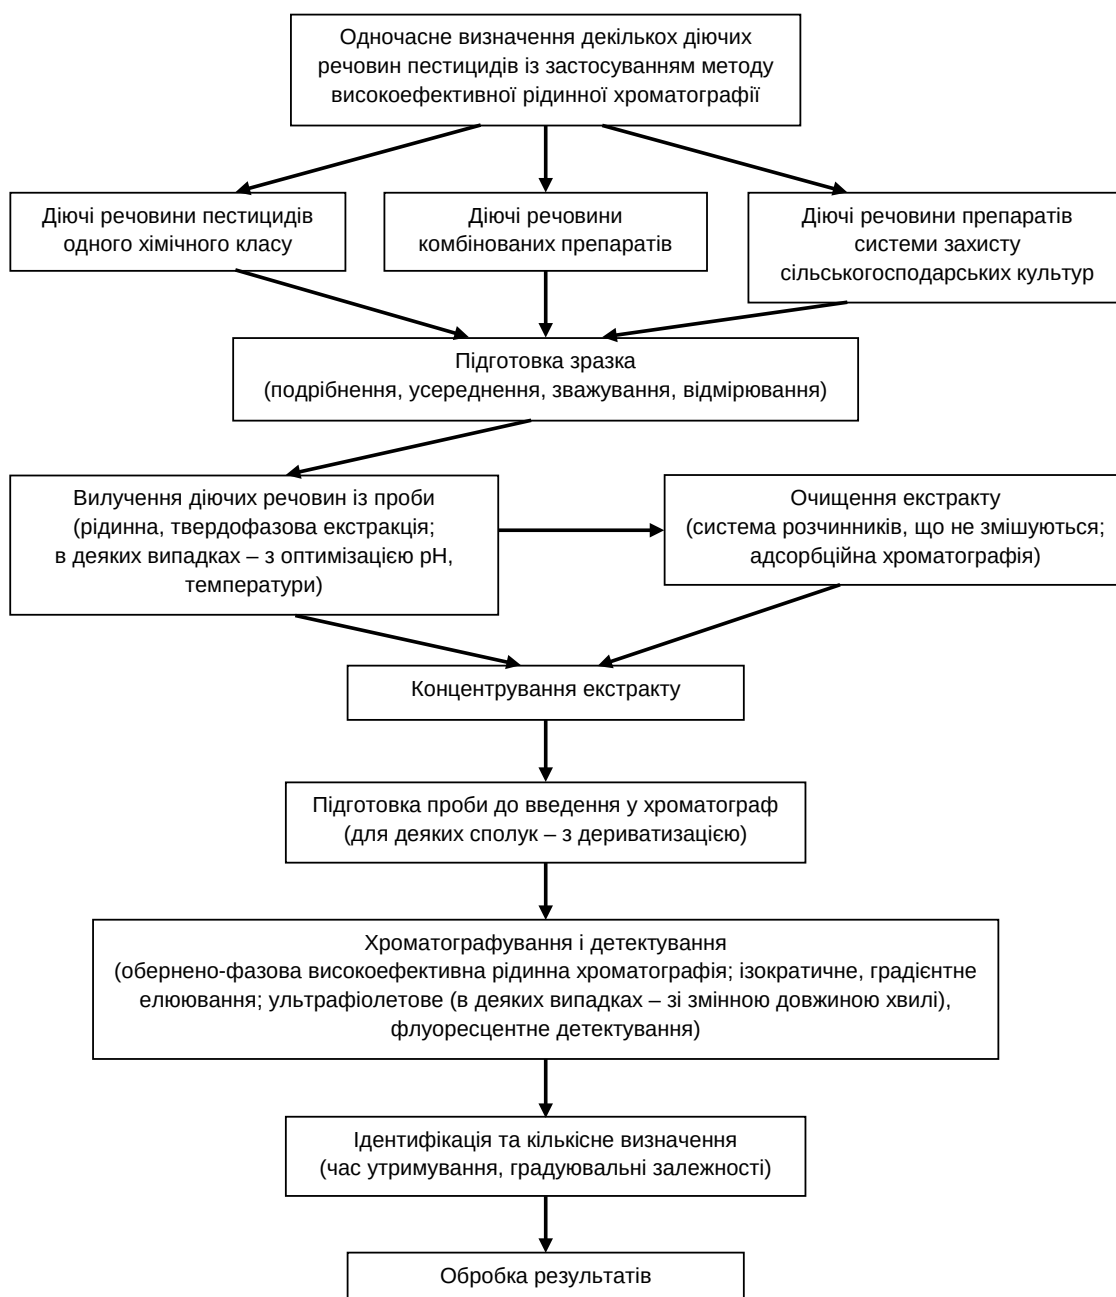 Одночасне визначення декількох діючих
речовин пестицидів із застосуванням методу
високоефективної рідинної хроматографії
Діючі речовини пестицидів
одного хімічного класу
Діючі речовини
комбінованих препаратів
Діючі речовини препаратів
системи захисту
сільськогосподарських культур
Підготовка зразка
(подрібнення, усереднення, зважування, відмірювання)
Вилучення діючих речовин із проби
(рідинна, твердофазова екстракція;
в деяких випадках – з оптимізацією pH,
температури)
Очищення екстракту
(система розчинників, що не змішуються;
адсорбційна хроматографія)
Концентрування екстракту
Підготовка проби до введення у хроматограф
(для деяких сполук – з дериватизацією)
Хроматографування і детектування
(обернено-фазова високоефективна рідинна хроматографія; ізократичне, градієнтне
елюювання; ультрафіолетове (в деяких випадках – зі змінною довжиною хвилі),
флуоресцентне детектування)
Ідентифікація та кількісне визначення
(час утримування, градуювальні залежності)
Обробка результатів